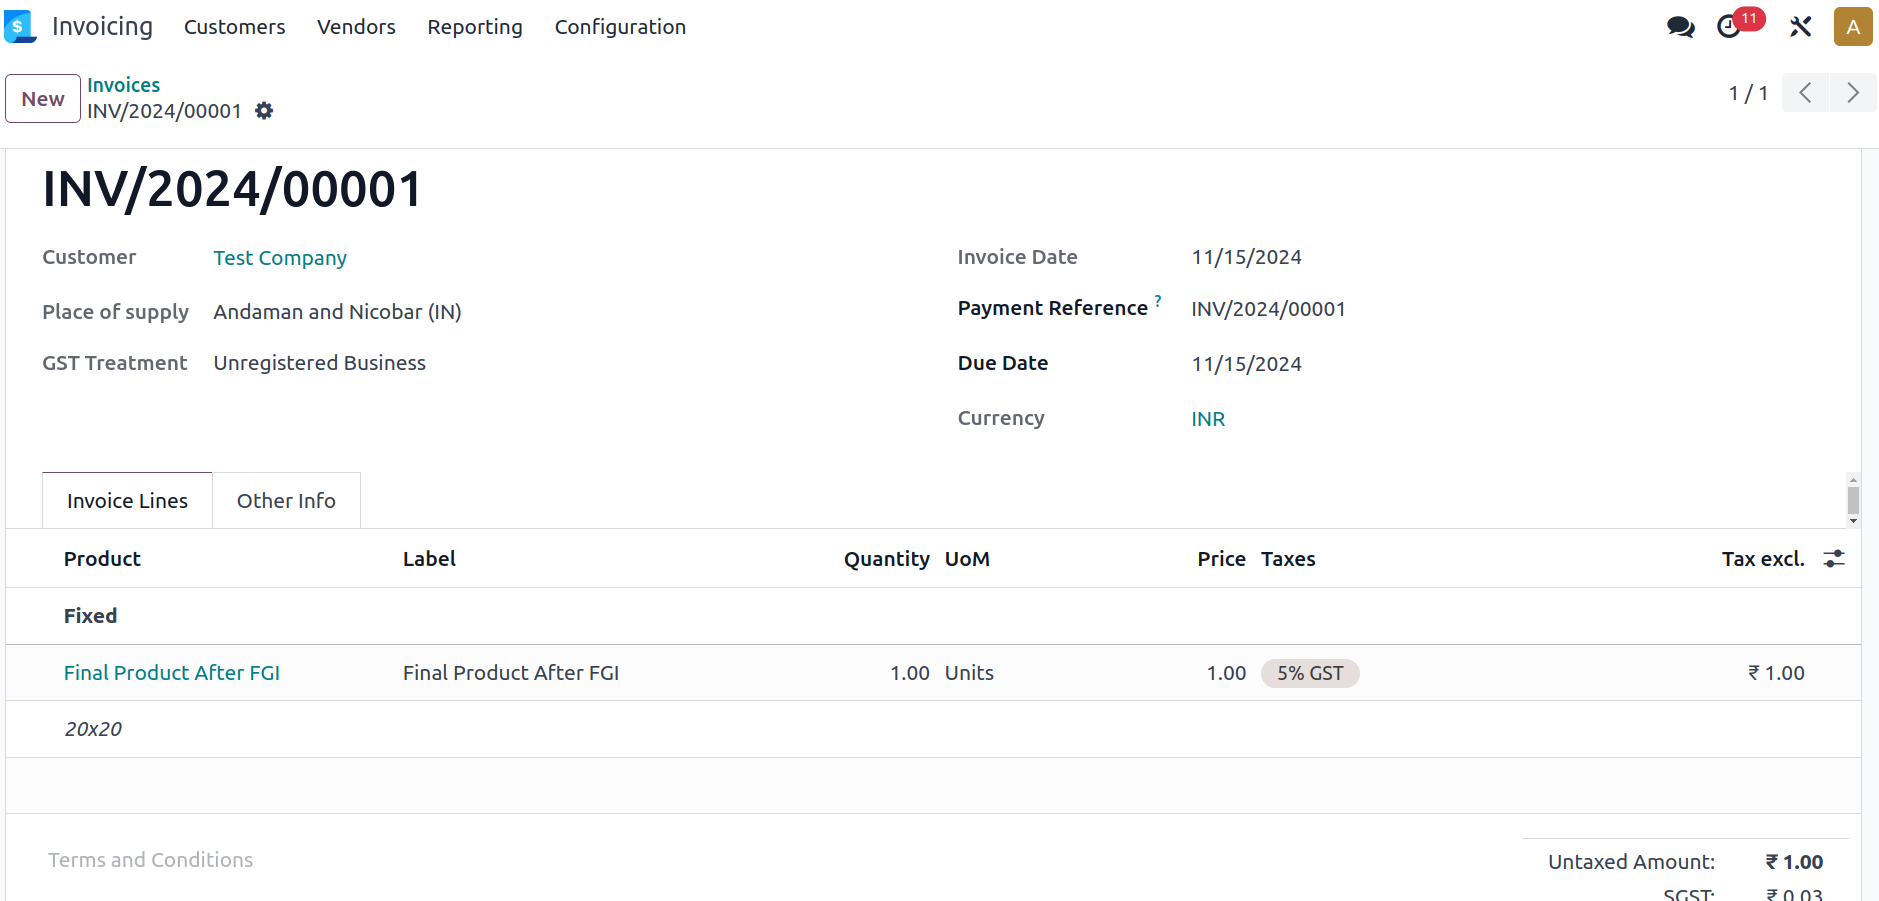 Invoicing Customers Vendors Reporting Configuration 11 A
New Invoices
INV/2024/00001
1 / 1
INV/2024/00001
Customer Test Company
Place of supply Andaman and Nicobar (IN)
GST Treatment Unregistered Business
Invoice Date 11/15/2024
Payment Reference ? INV/2024/00001
Due Date 11/15/2024
Currency INR
Invoice Lines Other Info
Product Label Quantity UoM Price Taxes Tax excl.
Fixed
Final Product After FGI Final Product After FGI 1.00 Units 1.00 5% GST ₹ 1.00
20x20
Terms and Conditions
Untaxed Amount: ₹ 1.00
SGST: ₹ 0.03